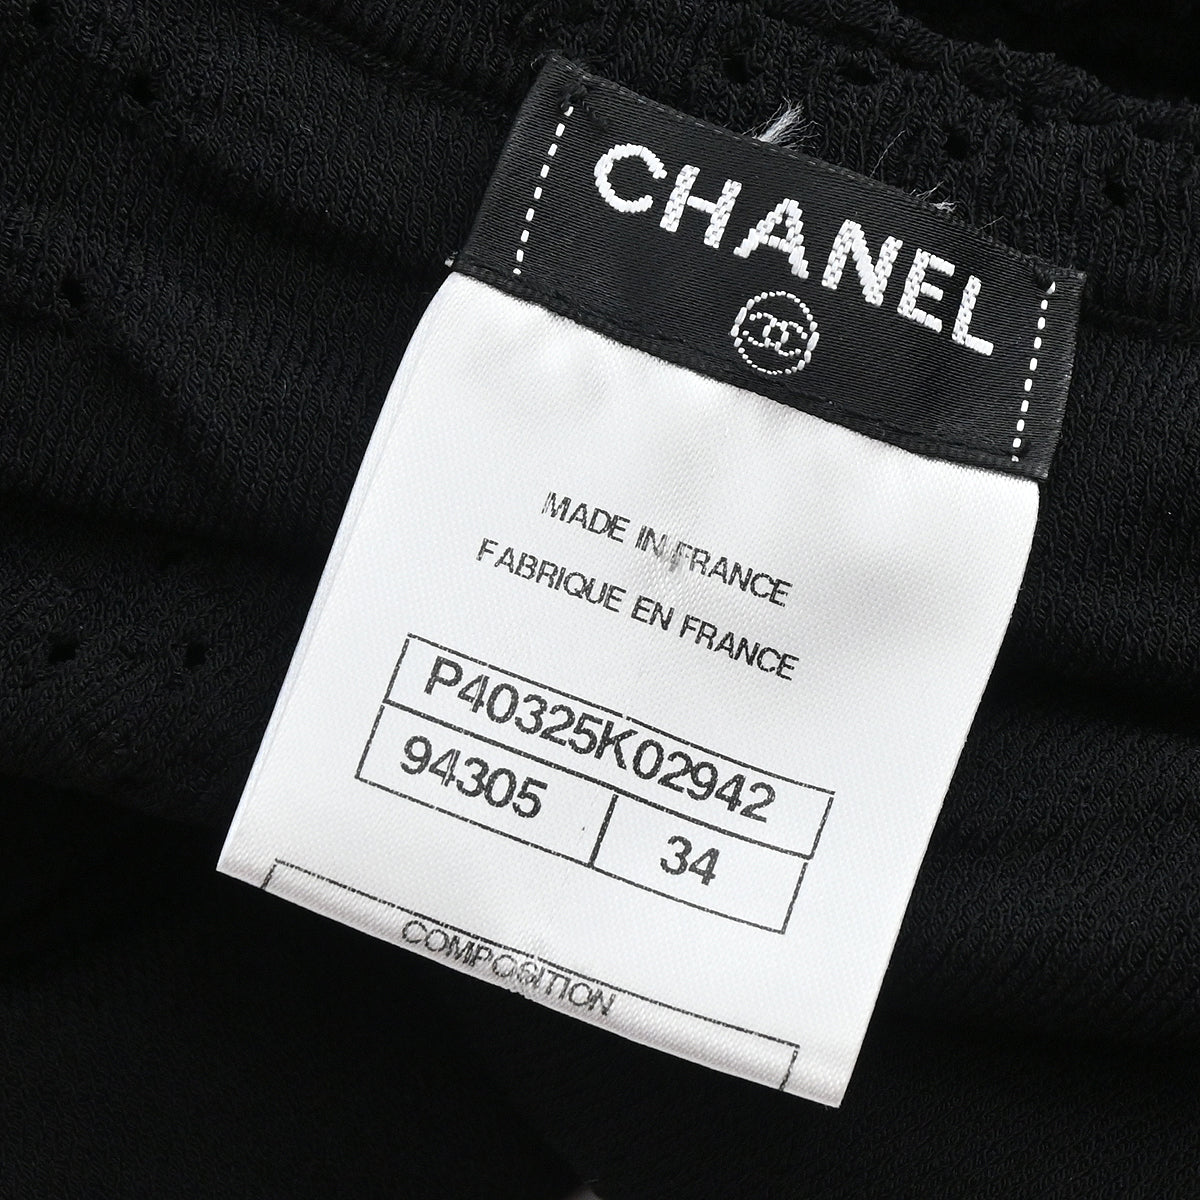 CHANEL
MADE IN FRANCE
FABRIQUE EN FRANCE
P40325K02942
94305 34
COMPOSITION